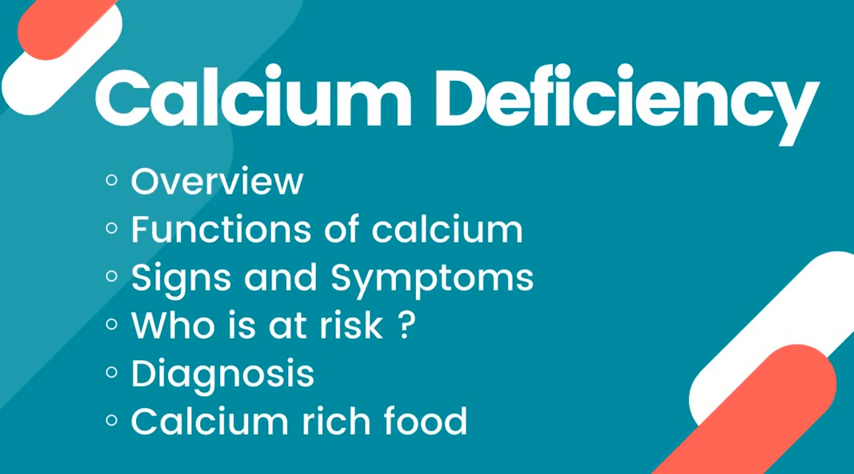 Calcium Deficiency
◦ Overview
◦ Functions of calcium
◦ Signs and Symptoms
◦ Who is at risk ?
◦ Diagnosis
◦ Calcium rich food